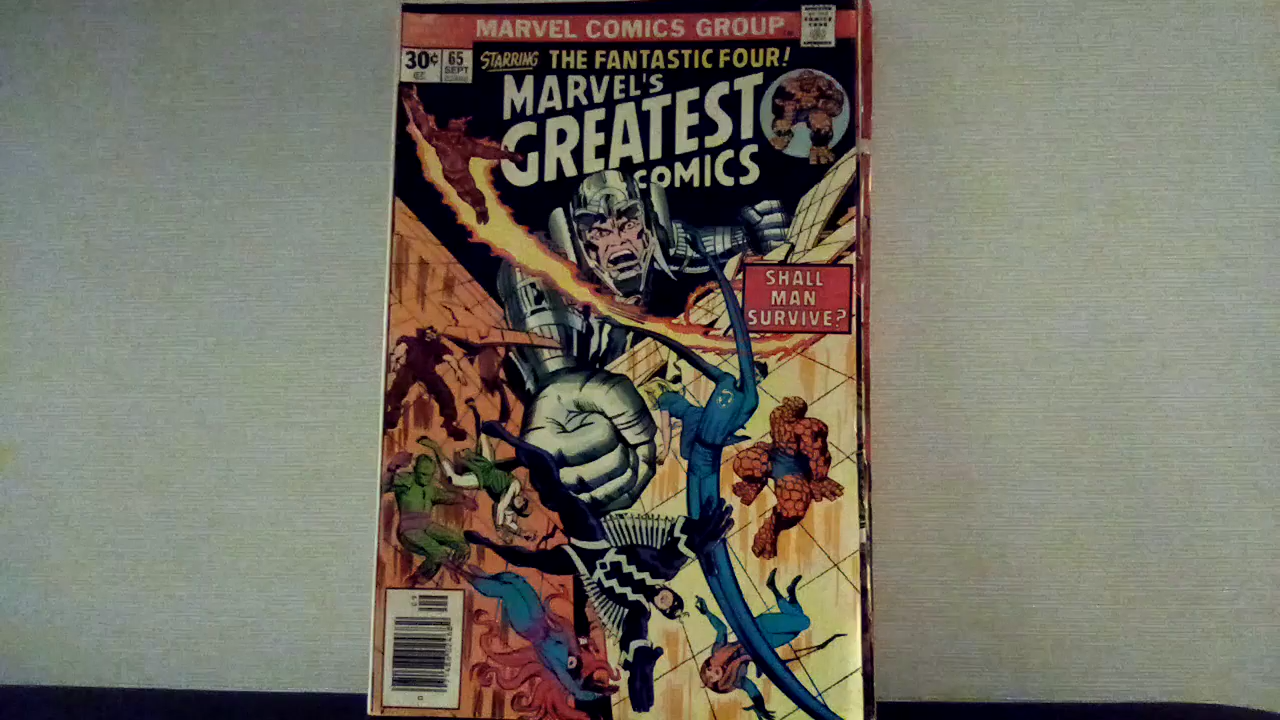 MARVEL COMICS GROUP
30¢
65
SEPT
STARRING THE FANTASTIC FOUR!
MARVEL'S
GREATEST
COMICS
SHALL
MAN
SURVIVE?